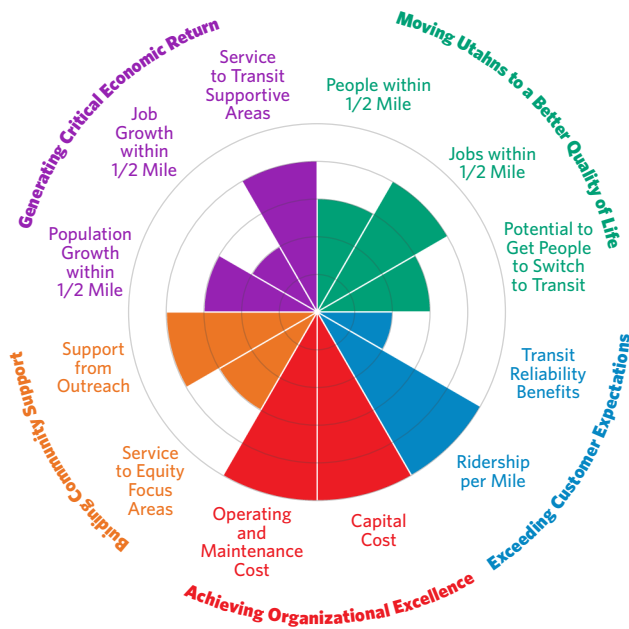 Generating Critical Economic Return
Moving Utahns to a Better Quality of Life
Service
to Transit
Supportive
Areas
People within
1/2 Mile
Job
Growth
within
1/2 Mile
Jobs within
1/2 Mile
Population
Growth
within
1/2 Mile
Potential to
Get People
to Switch
to Transit
Support
from
Outreach
Transit
Reliability
Benefits
Service
to Equity
Focus
Areas
Ridership
per Mile
Operating
and
Maintenance
Cost
Capital
Cost
Buiding Community Support
Exceeding Customer Expectations
Achieving Organizational Excellence